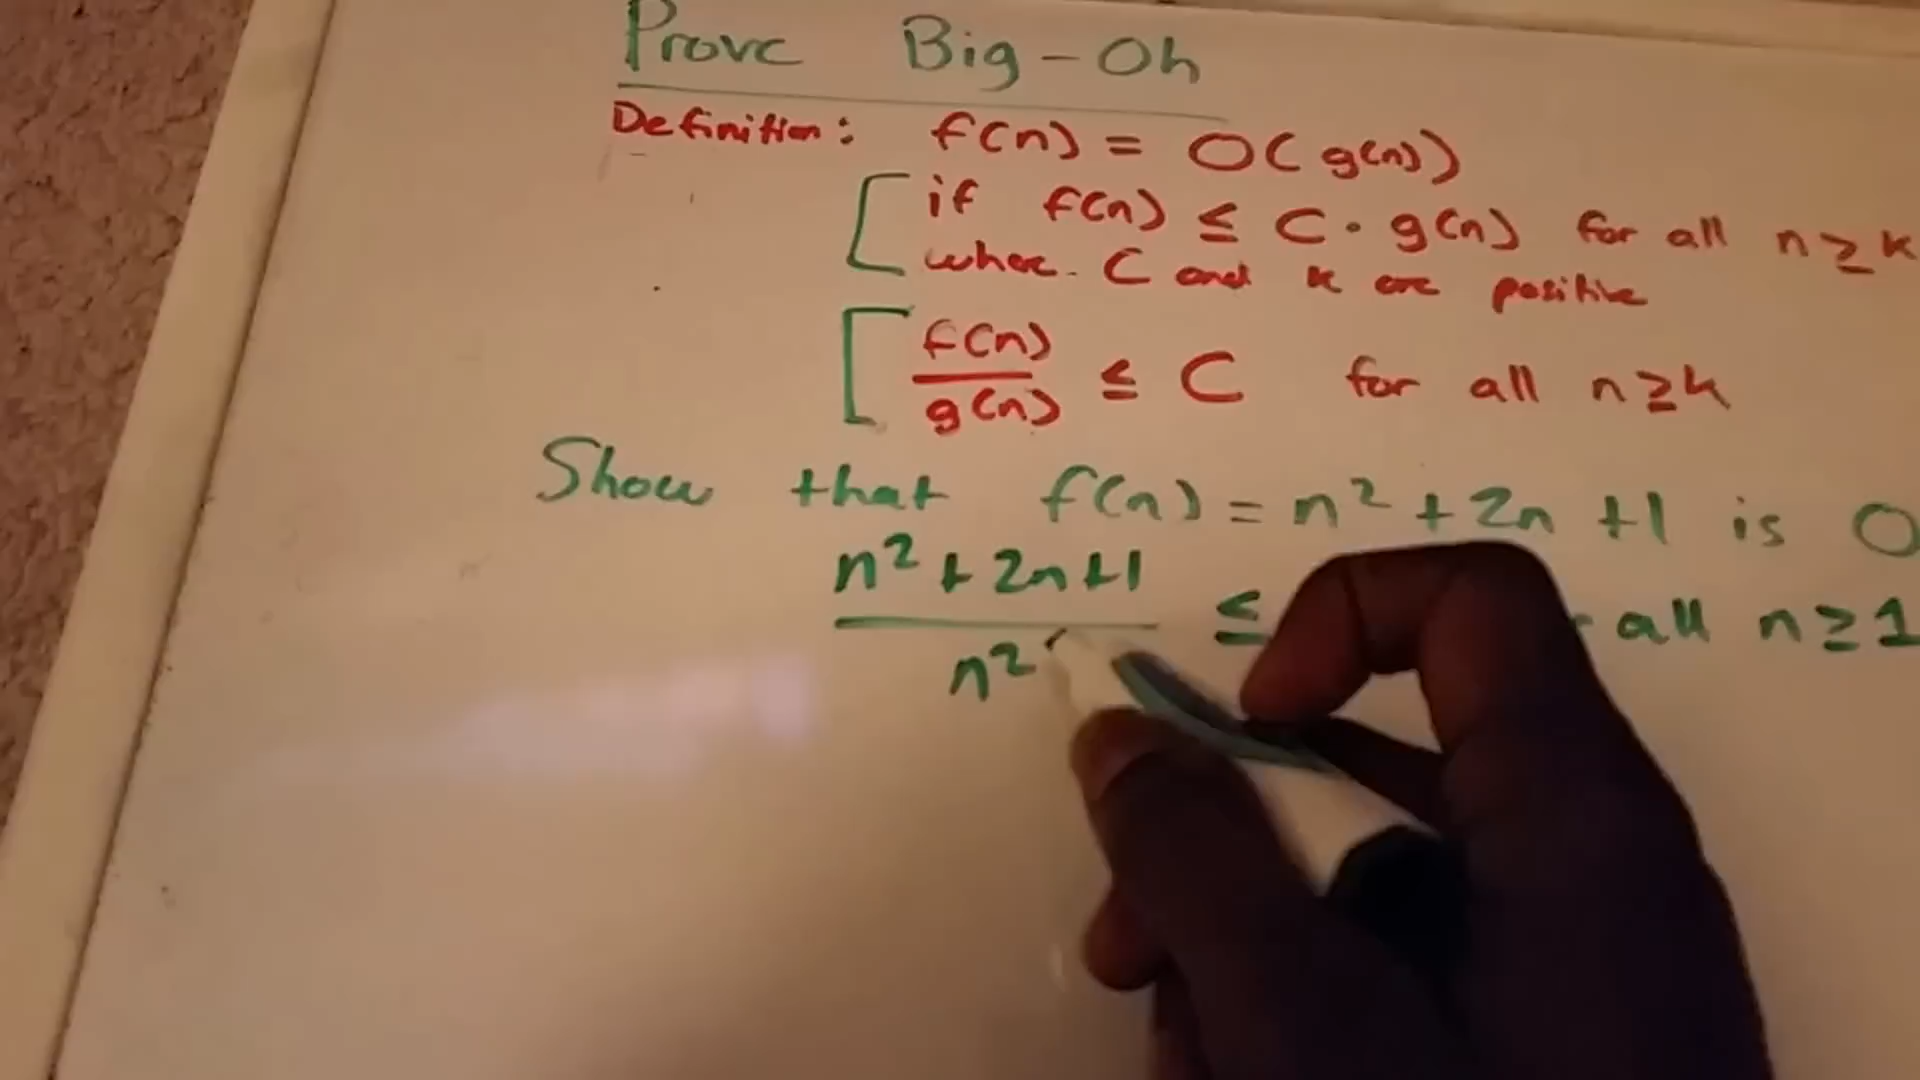 Prove Big-Oh
Definition: f(n) = O(g(n))
if f(n) ≤ C · g(n) for all n ≥ k
where C and k are positive
f(n)/g(n) ≤ C for all n ≥ k
Show that f(n) = n² + 2n + 1 is O
n² + 2n + 1
n²
≤ all n ≥ 1